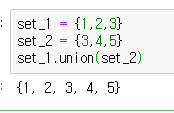 set_1 = {1,2,3}
set_2 = {3,4,5}
set_1.union(set_2)
{1, 2, 3, 4, 5}